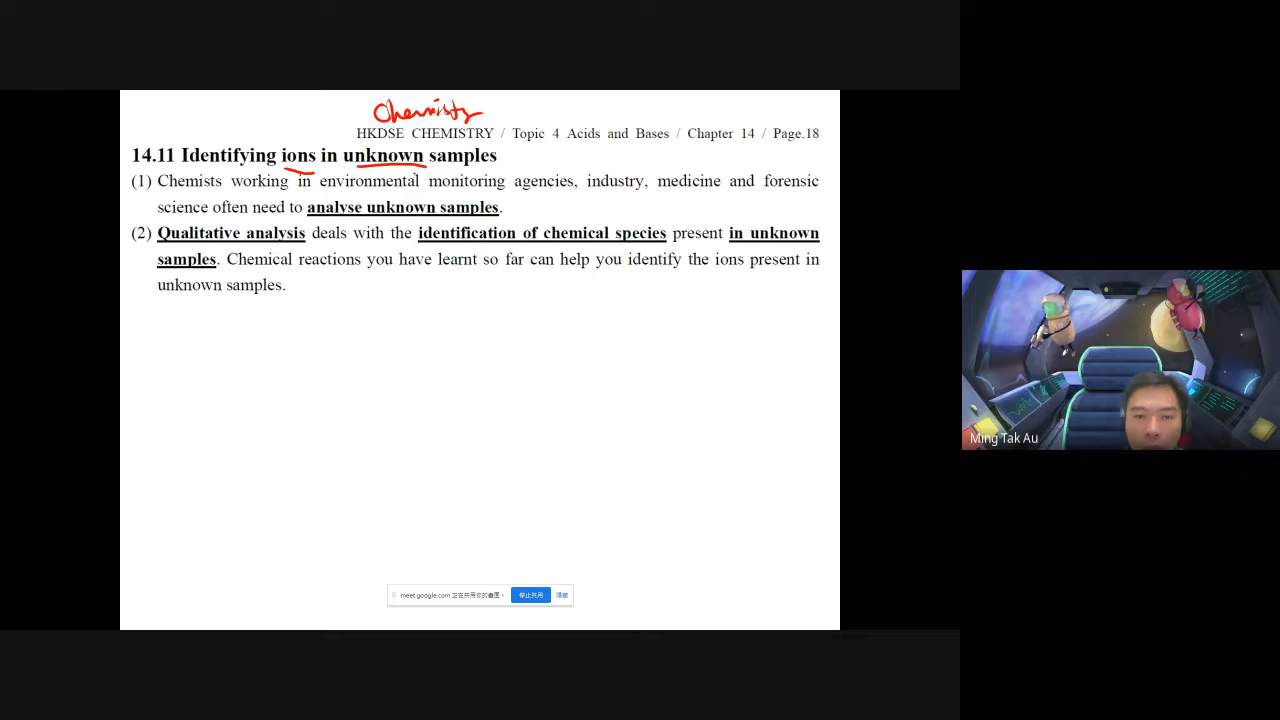 Chemistry
HKDSE CHEMISTRY / Topic 4 Acids and Bases / Chapter 14 / Page.18
14.11 Identifying ions in unknown samples
(1) Chemists working in environmental monitoring agencies, industry, medicine and forensic
science often need to analyse unknown samples.
(2) Qualitative analysis deals with the identification of chemical species present in unknown
samples. Chemical reactions you have learnt so far can help you identify the ions present in
unknown samples.
Ming Tak Au
meet.google.com 正在共用你的畫面。 停止共用 隱藏